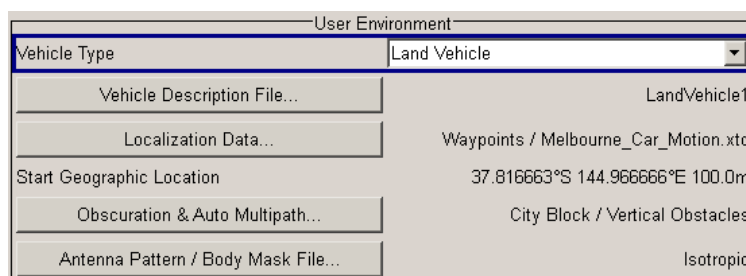 User Environment
Vehicle Type Land Vehicle
Vehicle Description File... LandVehicle1
Localization Data... Waypoints / Melbourne_Car_Motion.xtd
Start Geographic Location 37.816663°S 144.966666°E 100.0m
Obscuration & Auto Multipath... City Block / Vertical Obstacles
Antenna Pattern / Body Mask File... Isotropic